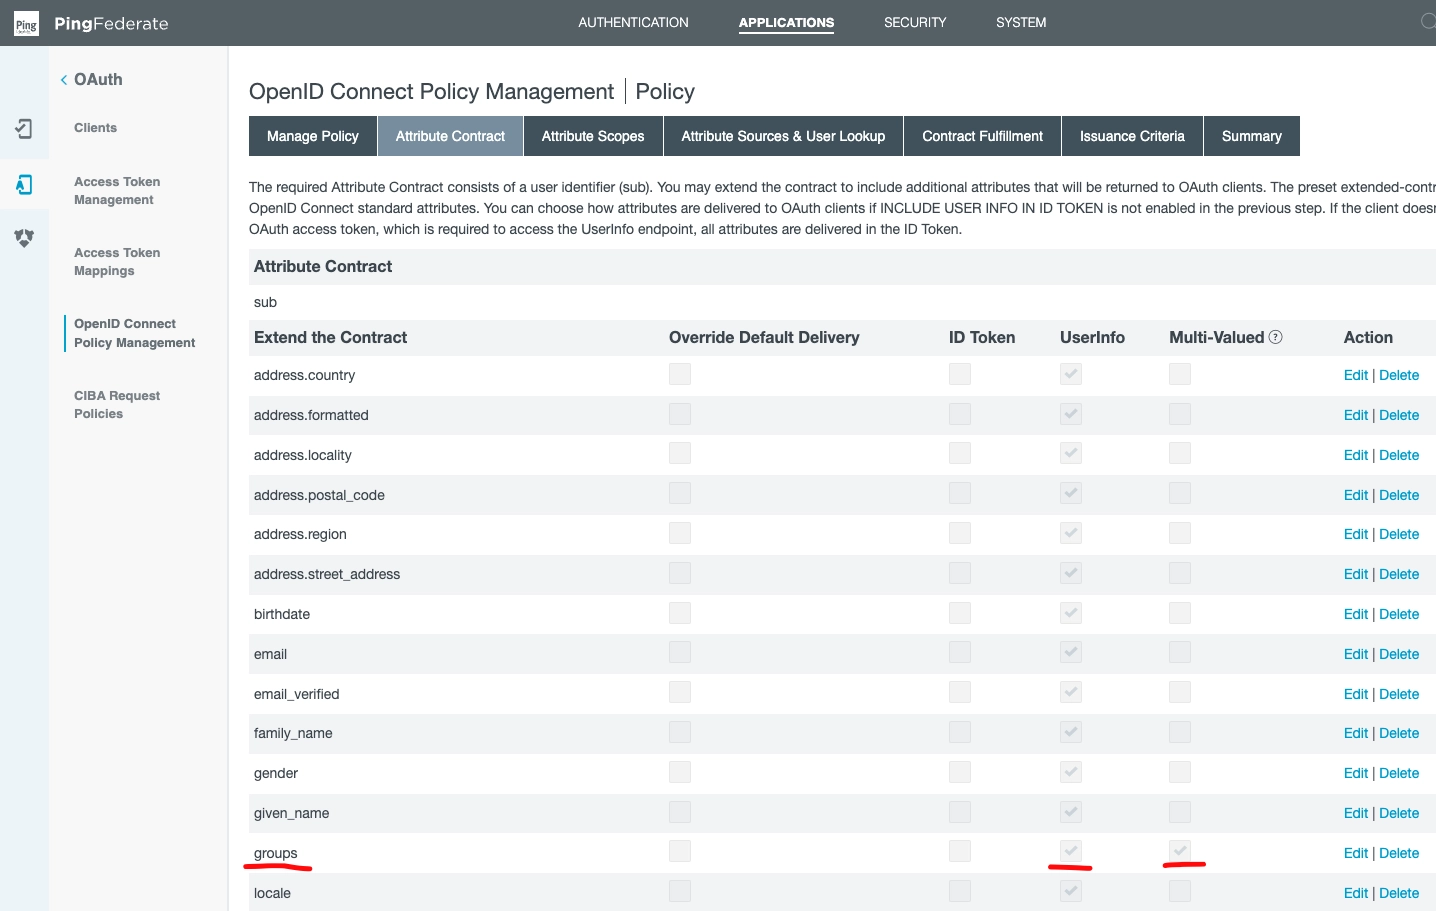 Ping
PingFederate
AUTHENTICATION
APPLICATIONS
SECURITY
SYSTEM
OAuth
Clients
Access Token
Management
Access Token
Mappings
OpenID Connect
Policy Management
CIBA Request
Policies
OpenID Connect Policy Management | Policy
Manage Policy
Attribute Contract
Attribute Scopes
Attribute Sources & User Lookup
Contract Fulfillment
Issuance Criteria
Summary
The required Attribute Contract consists of a user identifier (sub). You may extend the contract to include additional attributes that will be returned to OAuth clients. The preset extended-contr
OpenID Connect standard attributes. You can choose how attributes are delivered to OAuth clients if INCLUDE USER INFO IN ID TOKEN is not enabled in the previous step. If the client doesn
OAuth access token, which is required to access the UserInfo endpoint, all attributes are delivered in the ID Token.
Attribute Contract
sub
Extend the Contract Override Default Delivery ID Token UserInfo Multi-Valued ? Action
address.country Edit | Delete
address.formatted Edit | Delete
address.locality Edit | Delete
address.postal_code Edit | Delete
address.region Edit | Delete
address.street_address Edit | Delete
birthdate Edit | Delete
email Edit | Delete
email_verified Edit | Delete
family_name Edit | Delete
gender Edit | Delete
given_name Edit | Delete
groups Edit | Delete
locale Edit | Delete